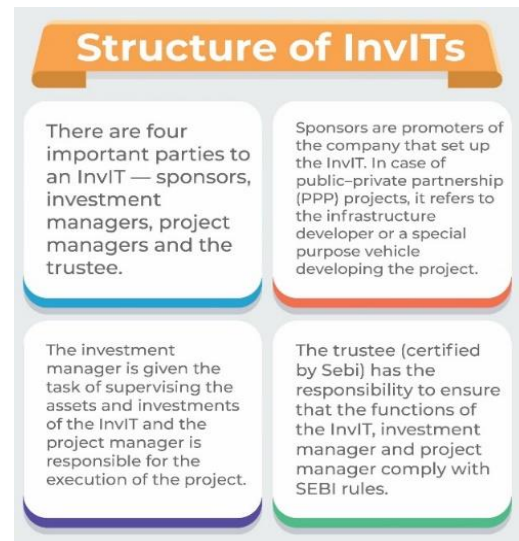 Structure of InvITs
There are four
important parties to
an InvIT — sponsors,
investment
managers, project
managers and the
trustee.
Sponsors are promoters of
the company that set up
the InvIT. In case of
public–private partnership
(PPP) projects, it refers to
the infrastructure
developer or a special
purpose vehicle
developing the project.
The investment
manager is given the
task of supervising the
assets and investments
of the InvIT and the
project manager is
responsible for the
execution of the project.
The trustee (certified
by Sebi) has the
responsibility to ensure
that the functions of
the InvIT, investment
manager and project
manager comply with
SEBI rules.